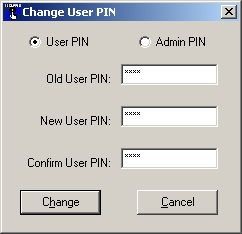 Change User PIN
User PIN Admin PIN
Old User PIN: ××××
New User PIN: ××××
Confirm User PIN: ××××
Change Cancel